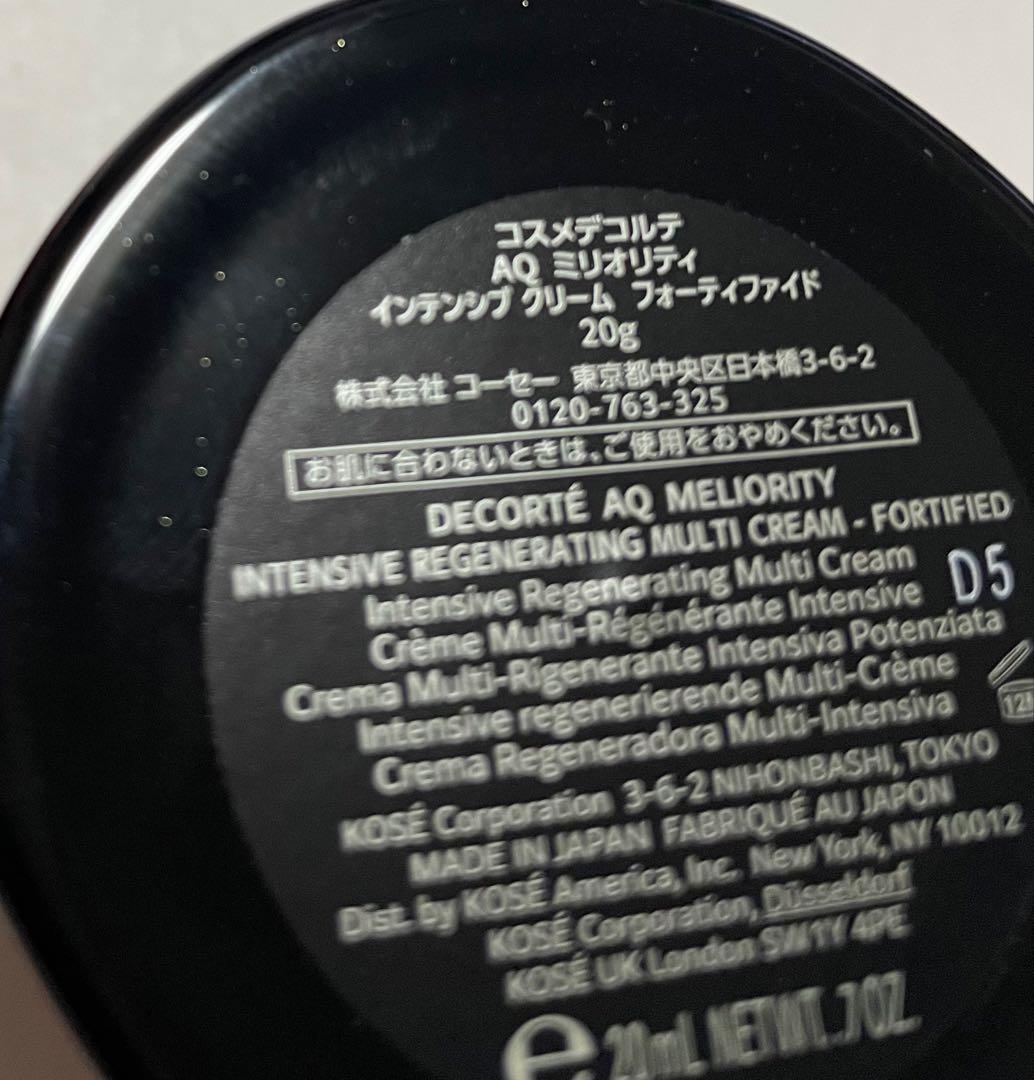 コスメデコルテ
AQ ミリオリティ
インテンシブ クリーム フォーティファイド
20g
株式会社 コーセー 東京都中央区日本橋3-6-2
0120-763-325
お肌に合わないときは、ご使用をおやめください。
DECORTÉ AQ MELIORITY
INTENSIVE REGENERATING MULTI CREAM - FORTIFIED
Intensive Regenerating Multi Cream
D5
Crème Multi-Régénérante Intensive
Crema Multi-Rigenerante Intensiva Potenziata
Intensive regenerierende Multi-Crème
12
Crema Regeneradora Multi-Intensiva
KOSÉ Corporation 3-6-2 NIHONBASHI, TOKYO
MADE IN JAPAN FABRIQUÉ AU JAPON
Dist. by KOSÉ America, Inc. New York, NY 10012
KOSÉ Corporation, Düsseldorf
KOSÉ UK London SW1Y 4PE
e 20mL NET WT. .7 OZ.